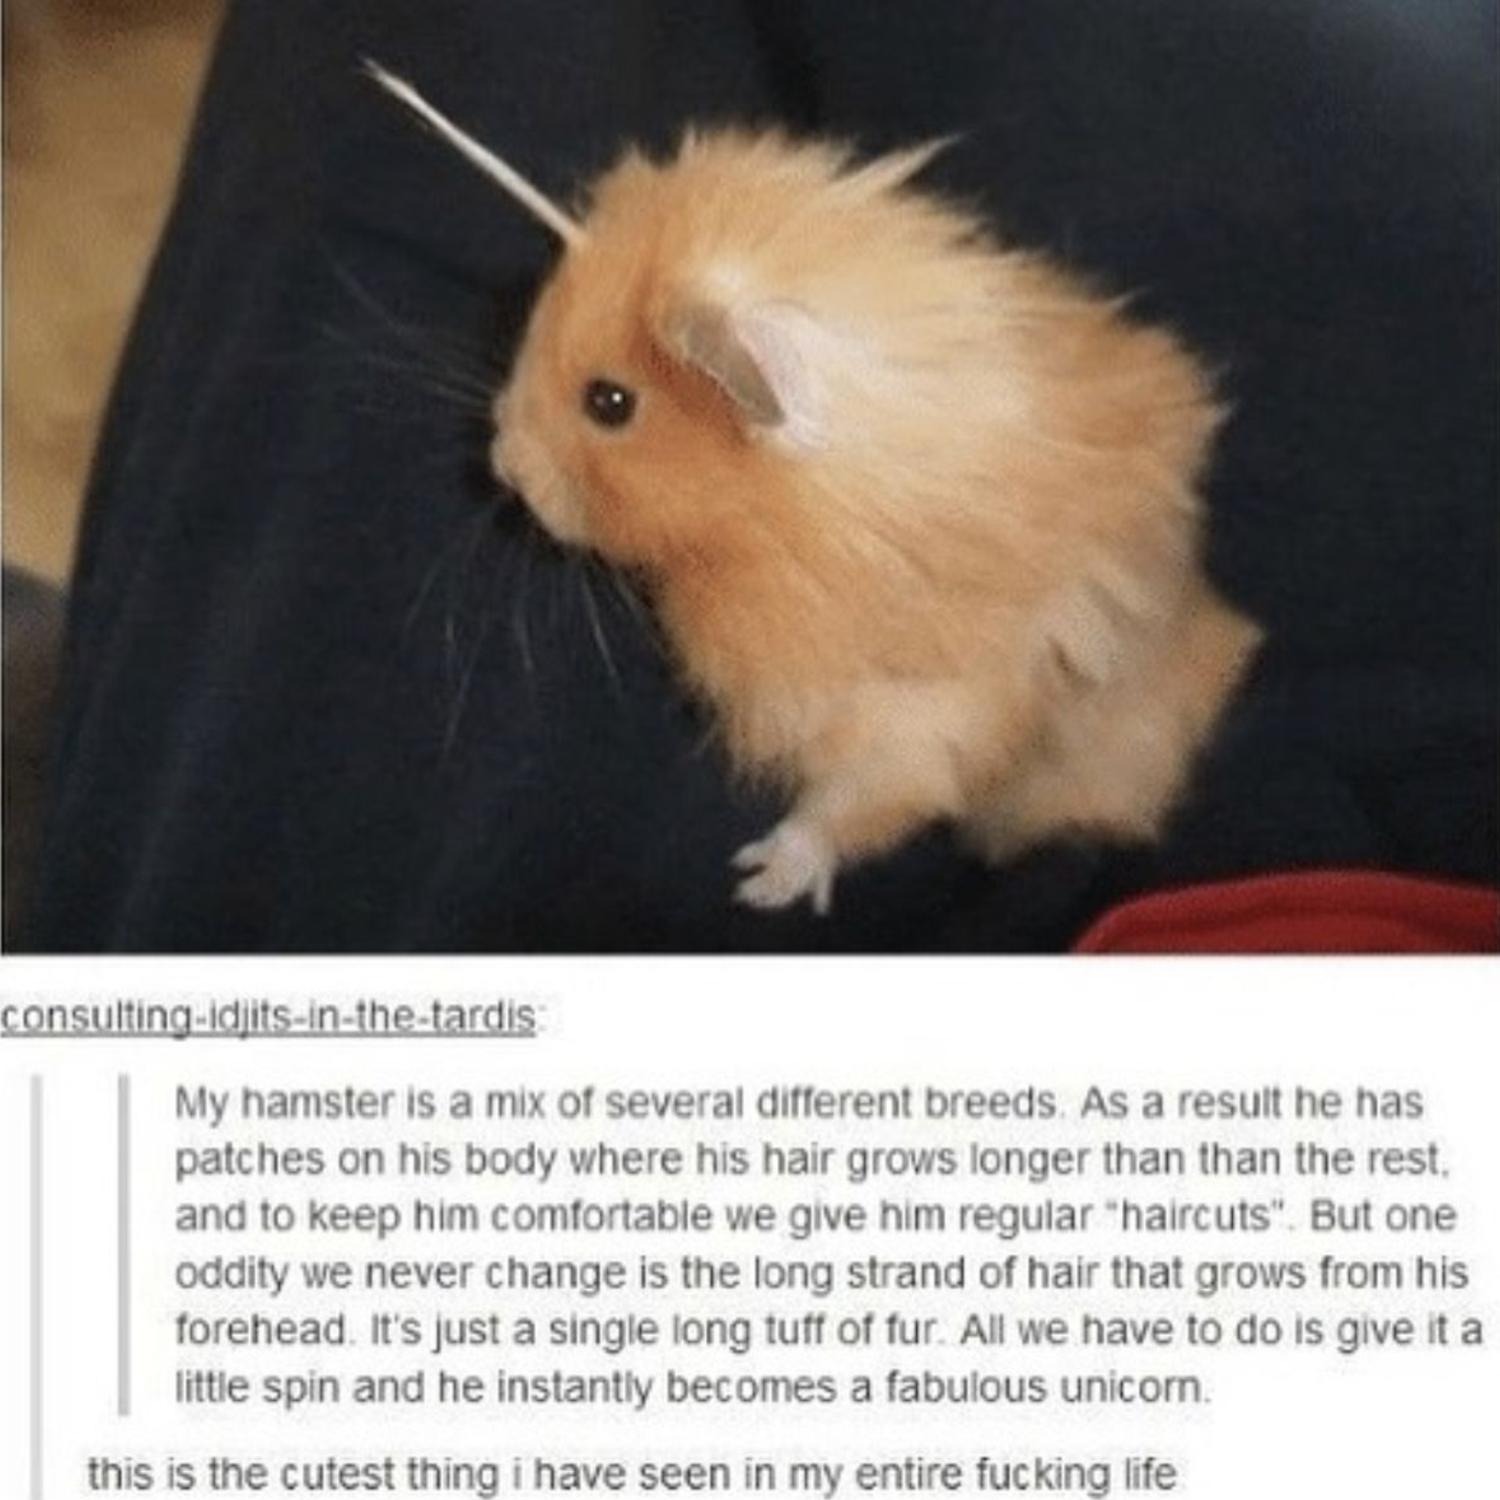 consulting-idjits-in-the-tardis:
My hamster is a mix of several different breeds. As a result he has
patches on his body where his hair grows longer than than the rest,
and to keep him comfortable we give him regular "haircuts". But one
oddity we never change is the long strand of hair that grows from his
forehead. It's just a single long tuff of fur. All we have to do is give it a
little spin and he instantly becomes a fabulous unicorn.
this is the cutest thing i have seen in my entire fucking life